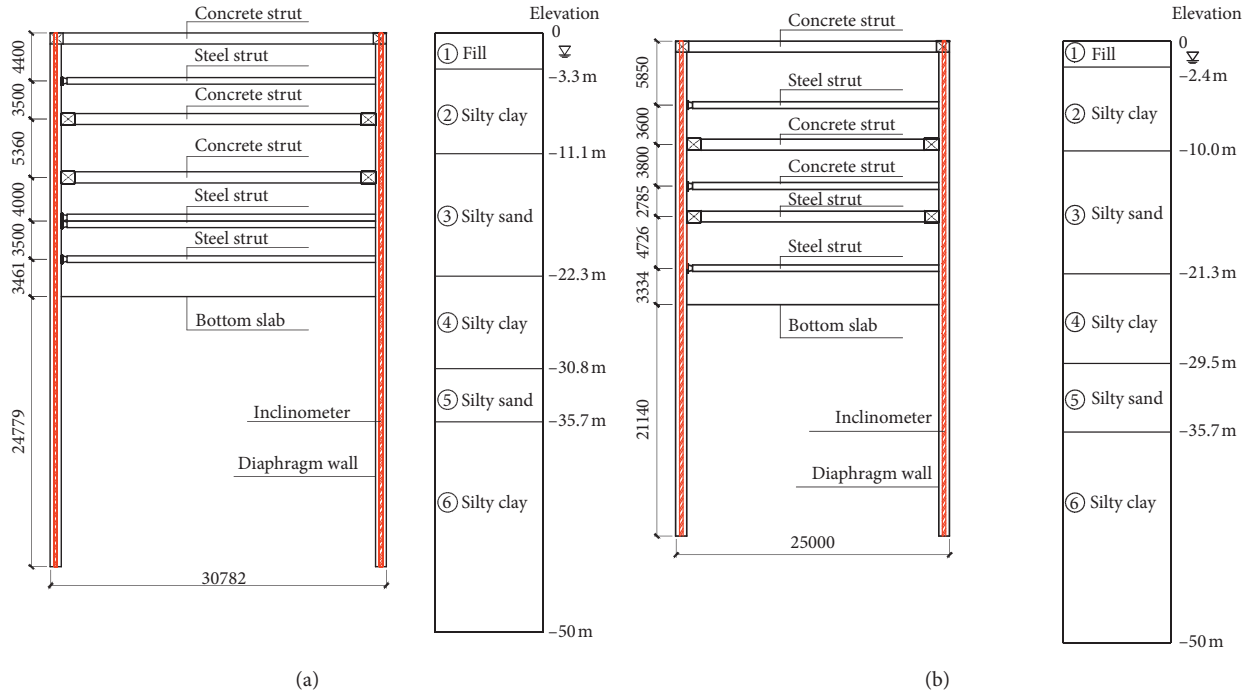 Elevation
Concrete strut
Steel strut
Concrete strut
Concrete strut
Steel strut
Steel strut
Bottom slab
Inclinometer
Diaphragm wall
4400
3500
5360
4000
3500
3461
24779
30782
0
① Fill
–3.3 m
② Silty clay
–11.1 m
③ Silty sand
–22.3 m
④ Silty clay
–30.8 m
⑤ Silty sand
–35.7 m
⑥ Silty clay
–50 m
(a)
Elevation
Concrete strut
Steel strut
Concrete strut
Steel strut
Steel strut
Steel strut
Bottom slab
Inclinometer
Diaphragm wall
5850
3600
3800
2785
4726
3334
21140
25000
0
① Fill
–2.4 m
② Silty clay
–10.0 m
③ Silty sand
–21.3 m
④ Silty clay
–29.5 m
⑤ Silty sand
–35.7 m
⑥ Silty clay
–50 m
(b)